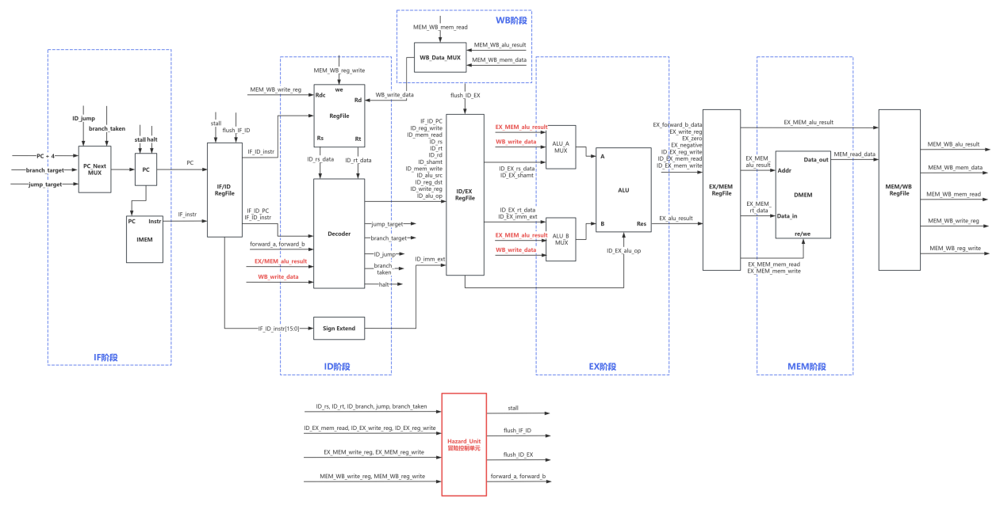 WB阶段
MEM_WB_mem_read
MEM_WB_alu_result
WB_Data_MUX
MEM_WB_mem_data
MEM_WB_reg_write
MEM_WB_write_reg
we
Rdc
Rd
RegFile
Rs
Rt
WB_write_data
flush_ID_EX
ID_jump
branch_taken
stall
halt
PC + 4
branch_target
jump_target
PC_Next
MUX
PC
PC
PC
Instr
IMEM
IF_instr
IF阶段
stall
flush_IF_ID
IF/ID
RegFile
IF_ID_instr
ID_rs_data
ID_rt_data
IF_ID_PC
IF_ID_instr
forward_a, forward_b
EX/MEM_alu_result
WB_write_data
Decoder
jump_target
branch_target
ID_jump
branch_
taken
halt
IF_ID_instr[15:0]
Sign Extend
ID_imm_ext
ID阶段
IF_ID_PC
ID_reg_write
ID_mem_read
ID_rs
ID_rt
ID_rd
ID_shamt
ID_mem_write
ID_alu_src
ID_reg_dst
ID_write_reg
ID_alu_op
ID/EX
RegFile
EX_MEM_alu_result
WB_write_data
ID_EX_rs_data
ID_EX_shamt
ALU_A
MUX
ID_EX_rt_data
ID_EX_imm_ext
EX_MEM_alu_result
WB_write_data
ALU_B
MUX
A
ALU
B
Res
ID_EX_alu_op
EX阶段
EX_forward_b_data
EX_write_reg
EX_zero
EX_negative
ID_EX_reg_write
ID_EX_mem_read
ID_EX_mem_write
EX_alu_result
EX/MEM
RegFile
EX_MEM_alu_result
EX_MEM_
alu_result
EX_MEM_
rt_data
EX_MEM_mem_read
EX_MEM_mem_write
Data_out
Addr
DMEM
Data_in
re/we
MEM_read_data
MEM阶段
MEM/WB
RegFile
MEM_WB_alu_result
MEM_WB_mem_data
MEM_WB_mem_read
MEM_WB_write_reg
MEM_WB_reg_write
ID_rs, ID_rt, ID_branch, jump, branch_taken
ID_EX_mem_read, ID_EX_write_reg, ID_EX_reg_write
EX_MEM_write_reg, EX_MEM_reg_write
MEM_WB_write_reg, MEM_WB_reg_write
Hazard_Unit
冒险控制单元
stall
flush_IF_ID
flush_ID_EX
forward_a, forward_b